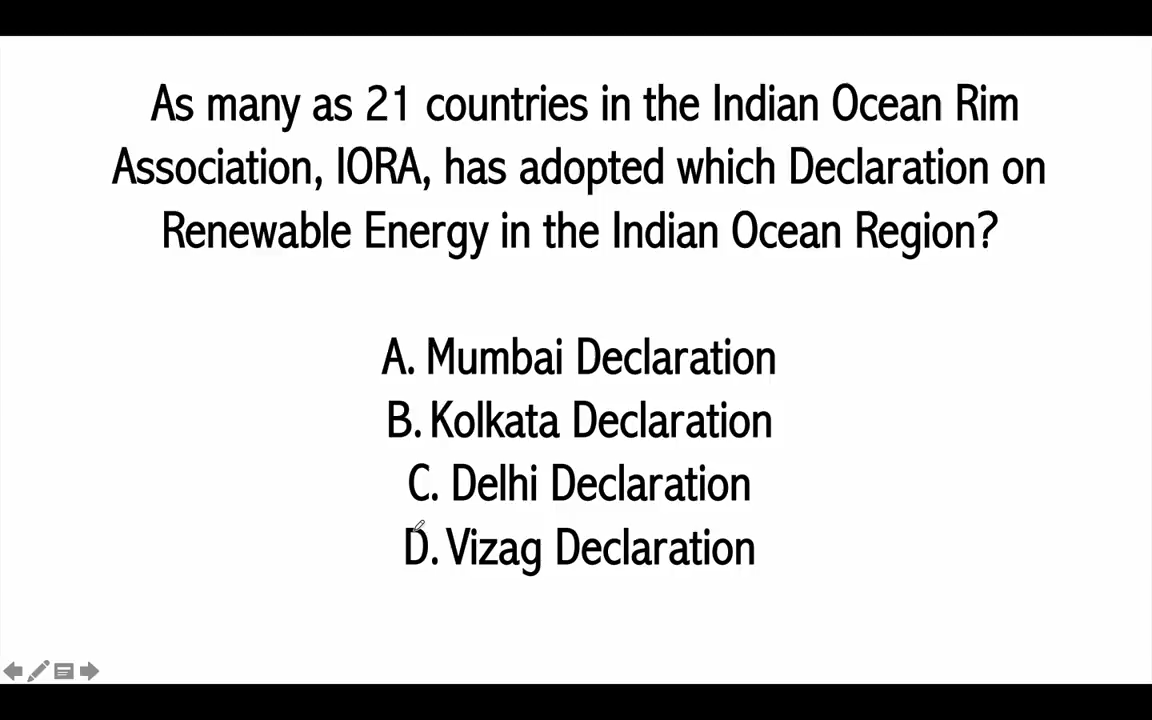 As many as 21 countries in the Indian Ocean Rim
Association, IORA, has adopted which Declaration on
Renewable Energy in the Indian Ocean Region?
A. Mumbai Declaration
B. Kolkata Declaration
C. Delhi Declaration
D. Vizag Declaration